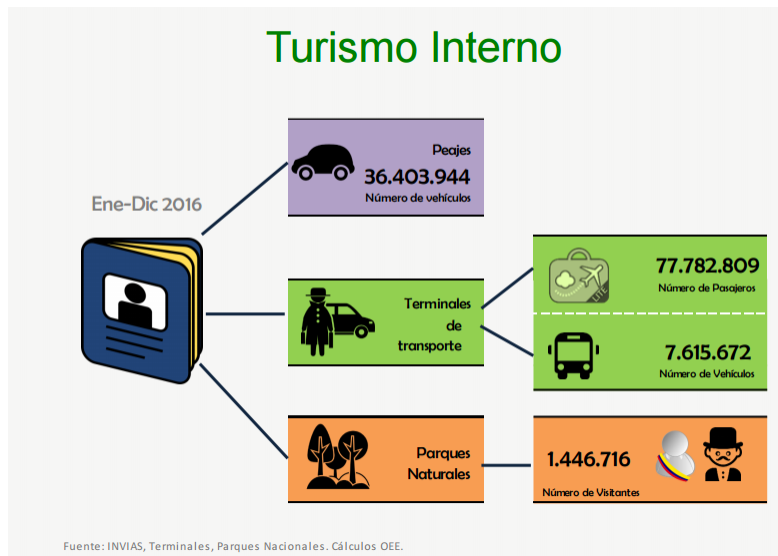 Turismo Interno
Ene-Dic 2016
Peajes
36.403.944
Número de vehículos
Terminales
de
transporte
77.782.809
Número de Pasajeros
LITE
7.615.672
Número de Vehículos
Parques
Naturales
1.446.716
Número de Visitantes
Fuente: INVIAS, Terminales, Parques Nacionales. Cálculos OEE.